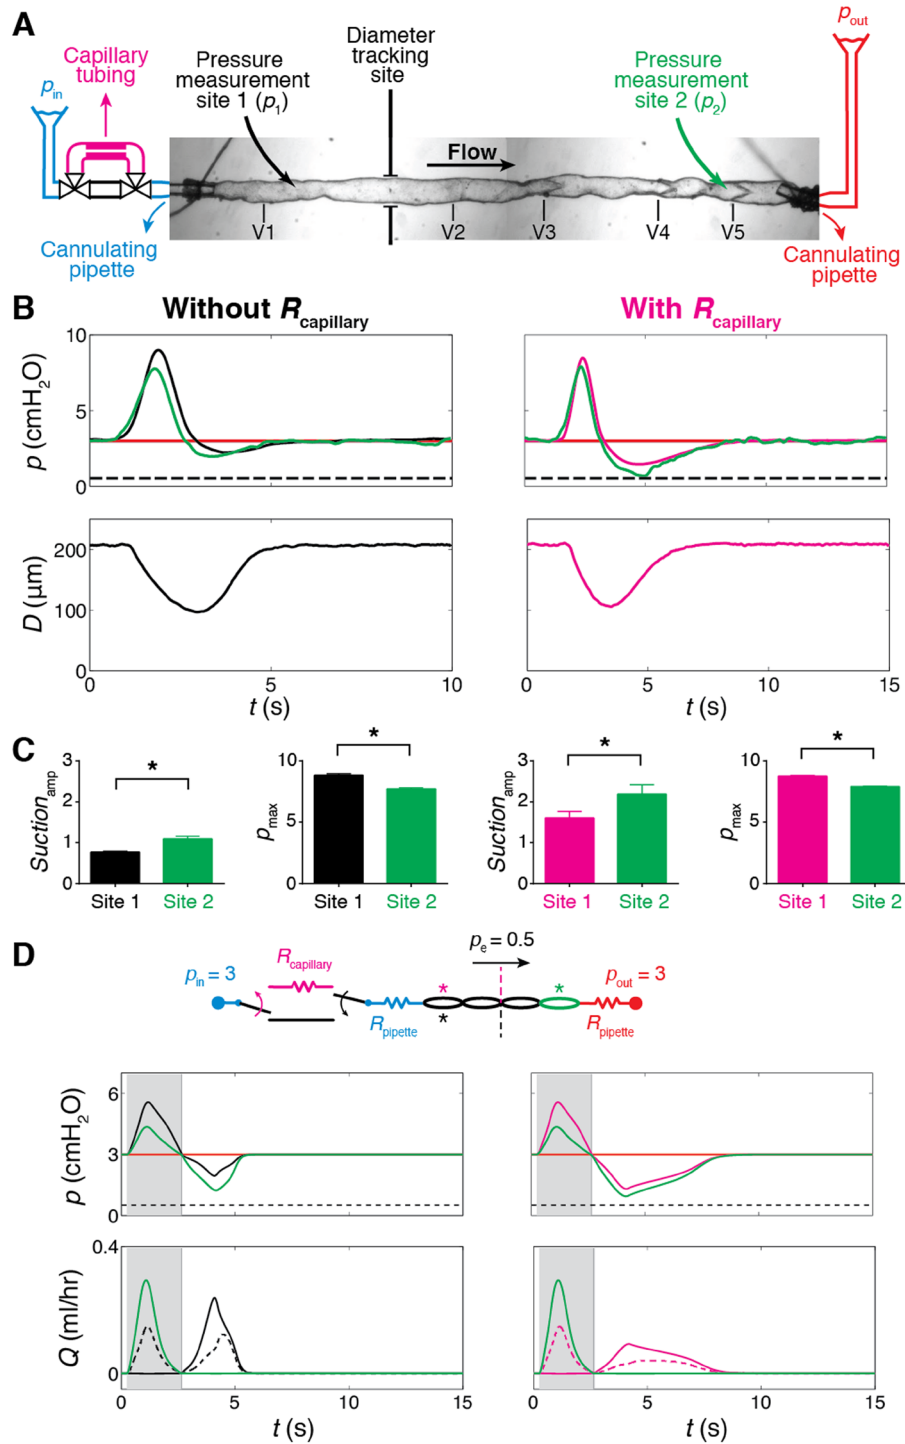 A
Capillary
tubing
p_in
Pressure
measurement
site 1 (p_1)
Diameter
tracking
site
Pressure
measurement
site 2 (p_2)
p_out
Flow
V1
V2
V3
V4
V5
Cannulating
pipette
Cannulating
pipette
B
Without R_capillary
With R_capillary
p (cmH_2O)
10
5
0
D (µm)
200
100
0
0 5 10
t (s)
0 5 10 15
t (s)
C
Suction_amp
3
2
1
0
*
Site 1 Site 2
p_max
10
5
0
*
Site 1 Site 2
Suction_amp
3
2
1
0
*
Site 1 Site 2
p_max
10
5
0
*
Site 1 Site 2
D
p_e = 0.5
p_in = 3
R_capillary
p_out = 3
* *
*
R_pipette
R_pipette
p (cmH_2O)
6
3
0
Q (ml/hr)
0.4
0
0 5 10 15
t (s)
0 5 10 15
t (s)